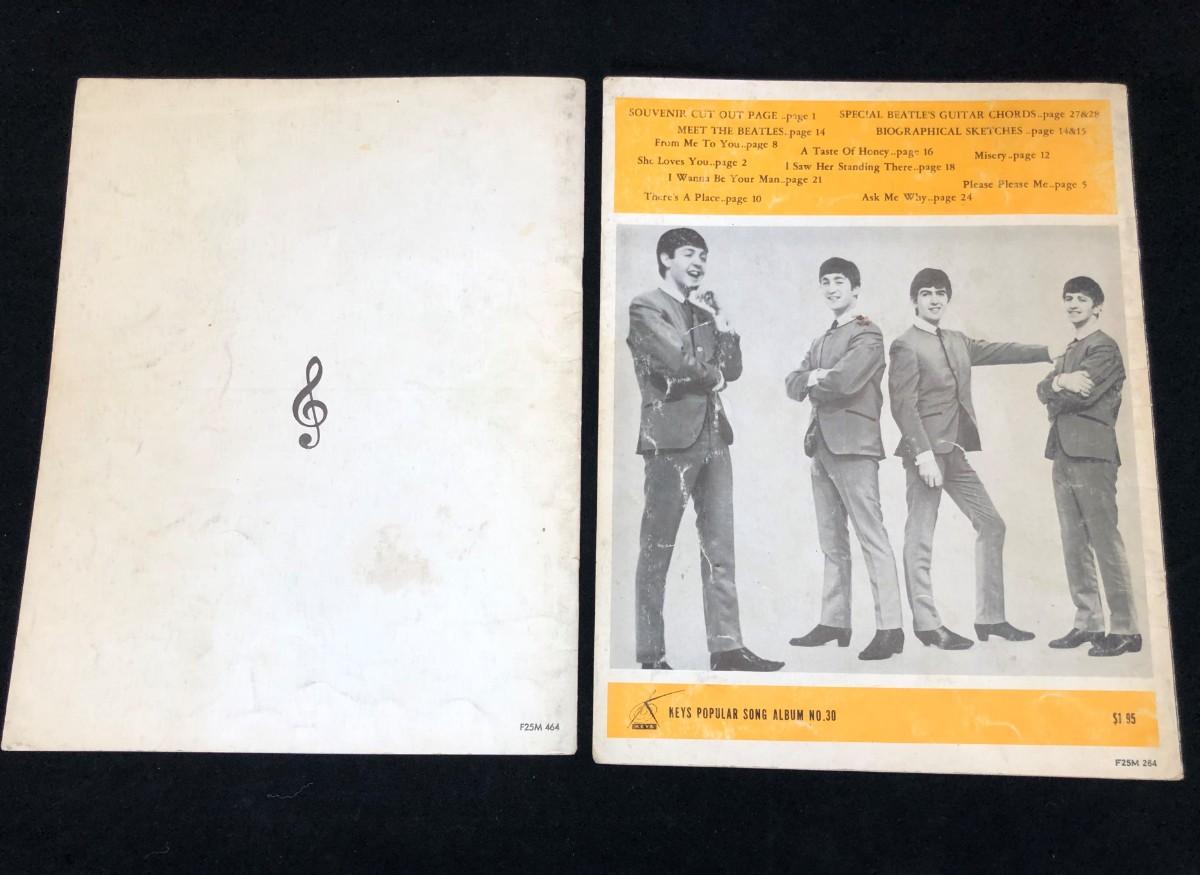 F25M 464
SOUVENIR CUT OUT PAGE ..page 1 SPECIAL BEATLE'S GUITAR CHORDS..page 27&28
MEET THE BEATLES..page 14 BIOGRAPHICAL SKETCHES ..page 14&15
From Me To You..page 8
A Taste Of Honey..page 16
Misery..page 12
She Loves You..page 2
I Saw Her Standing There..page 18
I Wanna Be Your Man..page 21
Please Please Me..page 5
There's A Place..page 10
Ask Me Why..page 24
KEYS
KEYS POPULAR SONG ALBUM NO.30
$1 95
F25M 264